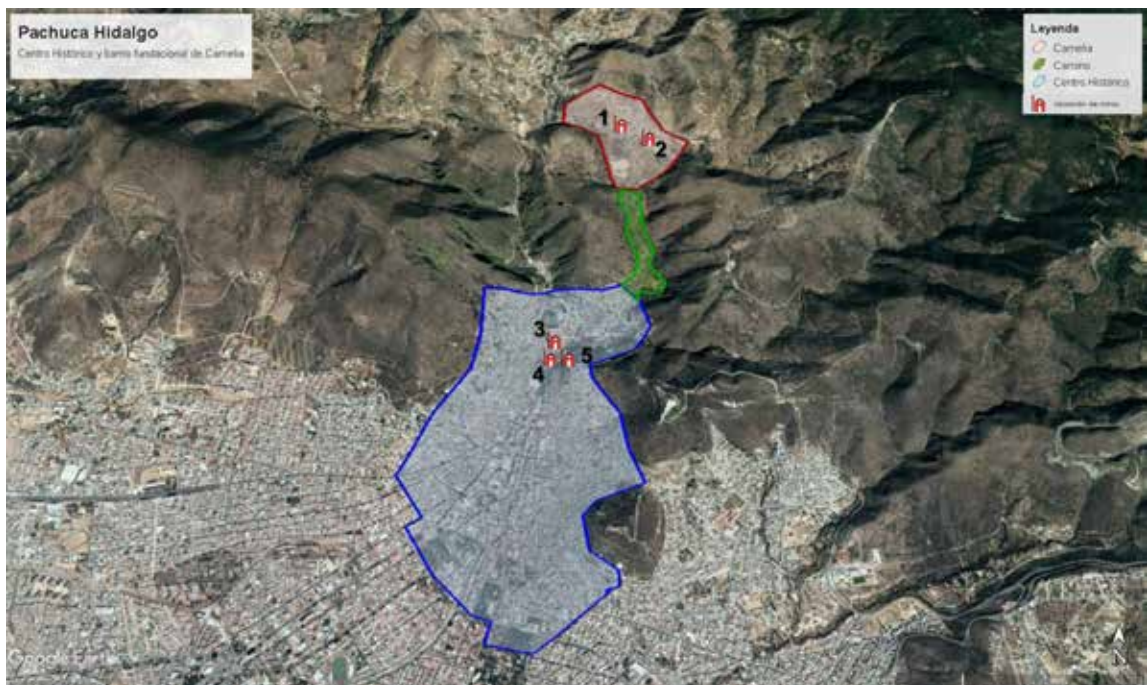 Pachuca Hidalgo
Centro Histórico y barrio fundacional de Camelia
Leyenda
Camelia
Camino
Centro Histórico
1
2
3
4
5
Google
N